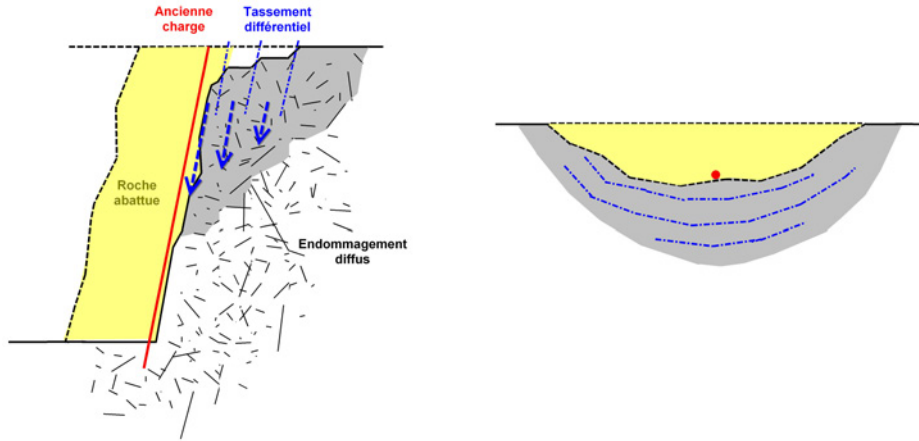 Ancienne
charge
Tassement
différentiel
Roche
abattue
Endommagement
diffus